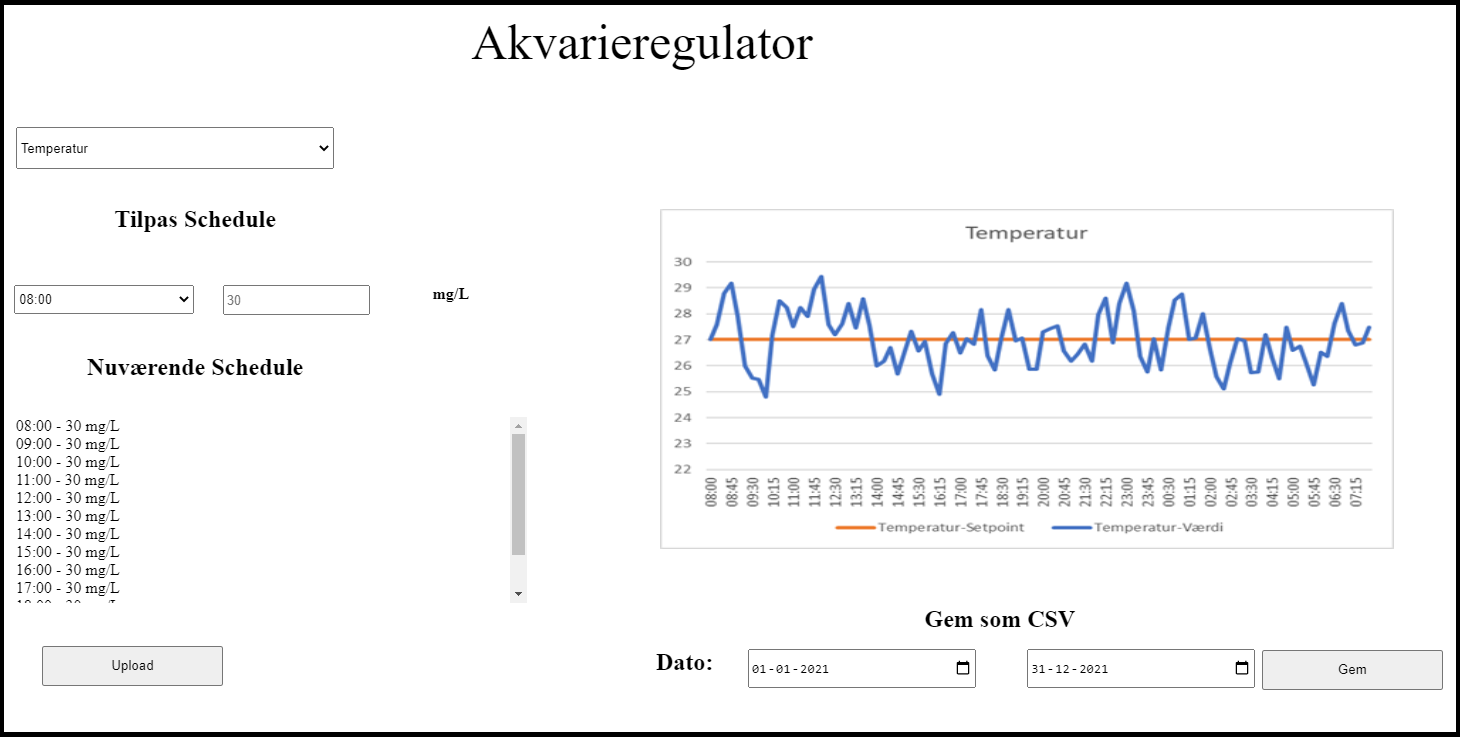 Akvarieregulator
Temperatur
Tilpas Schedule
08:00 30 mg/L
Nuværende Schedule
08:00 - 30 mg/L
09:00 - 30 mg/L
10:00 - 30 mg/L
11:00 - 30 mg/L
12:00 - 30 mg/L
13:00 - 30 mg/L
14:00 - 30 mg/L
15:00 - 30 mg/L
16:00 - 30 mg/L
17:00 - 30 mg/L
Upload
Temperatur
30
29
28
27
26
25
24
23
22
08:00 08:45 09:30 10:15 11:00 11:45 12:30 13:15 14:00 14:45 15:30 16:15 17:00 17:45 18:30 19:15 20:00 20:45 21:30 22:15 23:00 23:45 00:30 01:15 02:00 02:45 03:30 04:15 05:00 05:45 06:30 07:15
Temperatur-Setpoint Temperatur-Værdi
Gem som CSV
Dato: 01-01-2021 31-12-2021 Gem